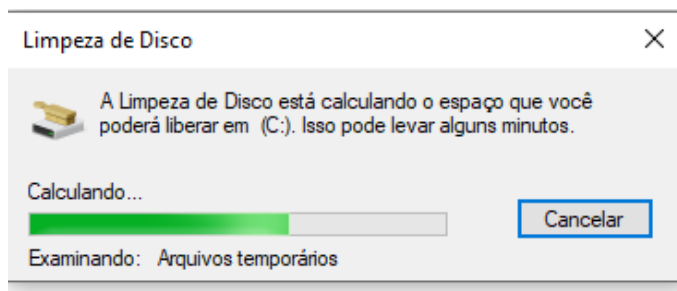 Limpeza de Disco
A Limpeza de Disco está calculando o espaço que você
poderá liberar em  (C:). Isso pode levar alguns minutos.
Calculando...
Cancelar
Examinando:   Arquivos temporários